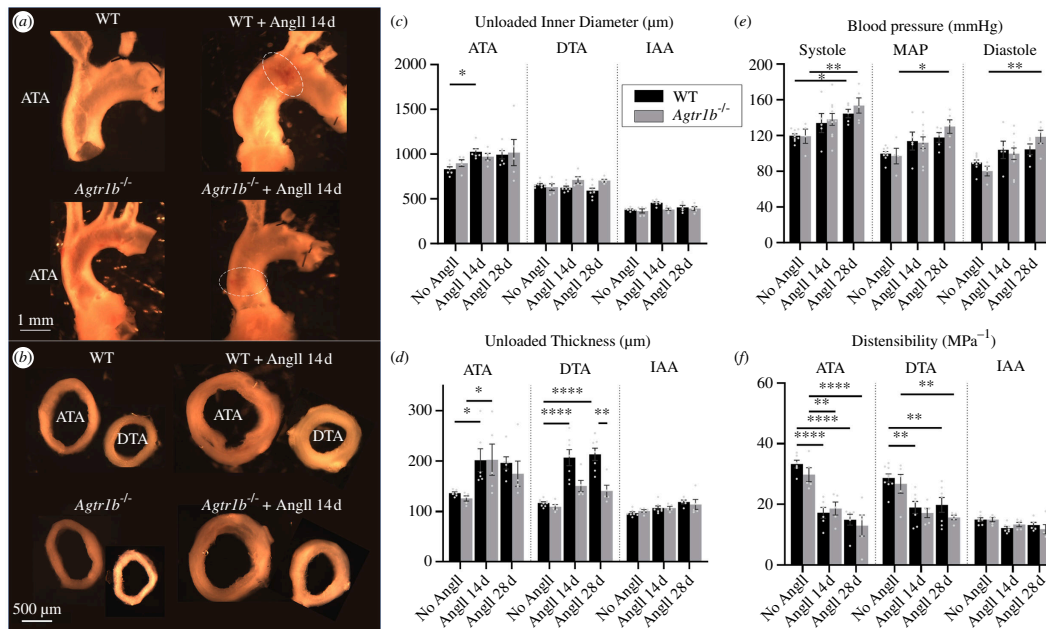 (a)
WT
WT + AngII 14d
ATA
Agtr1b-/-
Agtr1b-/- + AngII 14d
ATA
1 mm
(b)
WT
WT + AngII 14d
ATA
DTA
ATA
DTA
Agtr1b-/-
Agtr1b-/- + AngII 14d
500 μm
(c)
Unloaded Inner Diameter (μm)
ATA
DTA
IAA
*
2000
1500
1000
500
0
WT
Agtr1b-/-
No AngII
AngII 14d
AngII 28d
No AngII
AngII 14d
AngII 28d
No AngII
AngII 14d
AngII 28d
(d)
Unloaded Thickness (μm)
ATA
DTA
IAA
*
*
****
****
**
300
200
100
0
No AngII
AngII 14d
AngII 28d
No AngII
AngII 14d
AngII 28d
No AngII
AngII 14d
AngII 28d
(e)
Blood pressure (mmHg)
Systole
MAP
Diastole
**
*
*
**
200
160
120
80
40
0
No AngII
AngII 14d
AngII 28d
No AngII
AngII 14d
AngII 28d
No AngII
AngII 14d
AngII 28d
(f)
Distensibility (MPa−1)
ATA
DTA
IAA
****
**
****
****
**
**
**
60
40
20
0
No AngII
AngII 14d
AngII 28d
No AngII
AngII 14d
AngII 28d
No AngII
AngII 14d
AngII 28d